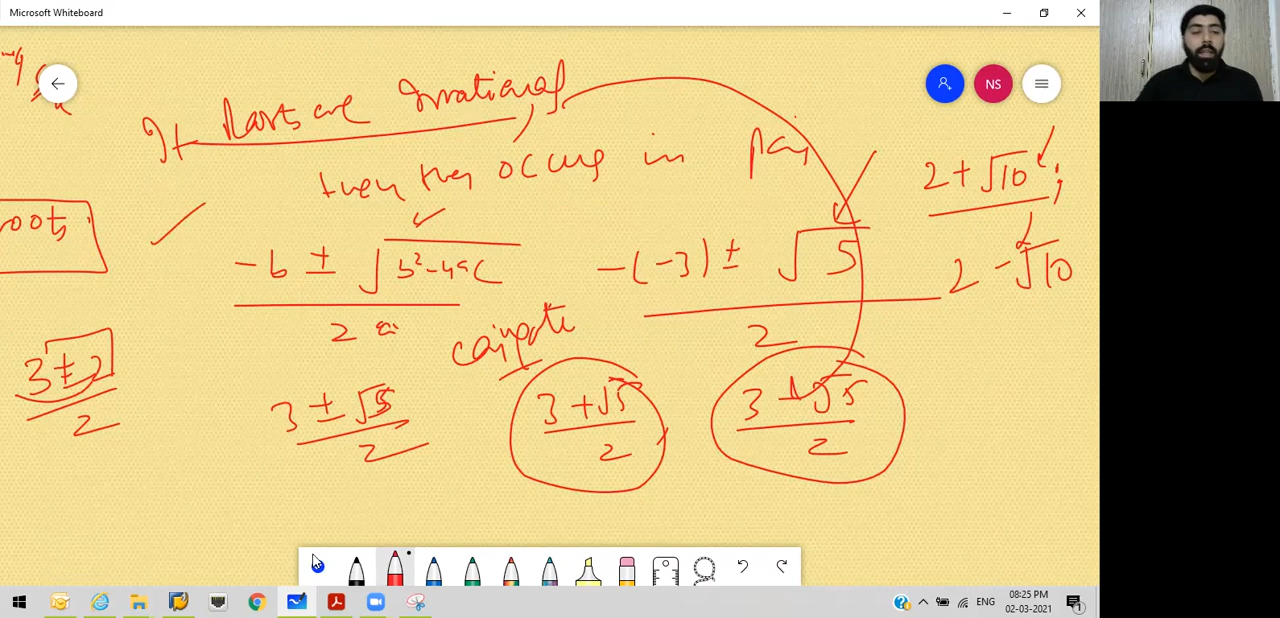 Microsoft Whiteboard
NS
If Roots are Irrational,
then they occurs in pair
roots
-b ± √b²-4ac
2a
-(-3) ± √5
2
2 + √10 ;
2 - √10
conjugate
3 ± 2
2
3 ± √5
2
3 + √5
2
3 - √5
2
ENG
08:25 PM
02-03-2021
1